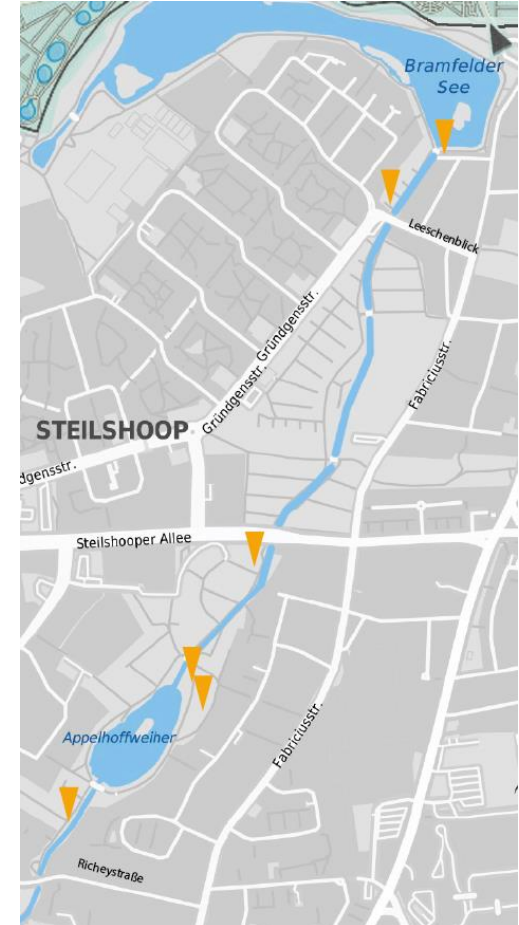 Bramfelder
See
Leeschenblick
Gründgensstr.
Gründgensstr.
Fabriciusstr.
STEILSHOOP
dgensstr.
Steilshooper Allee
Fabriciusstr.
Appelhoffweiher
Richeystraße